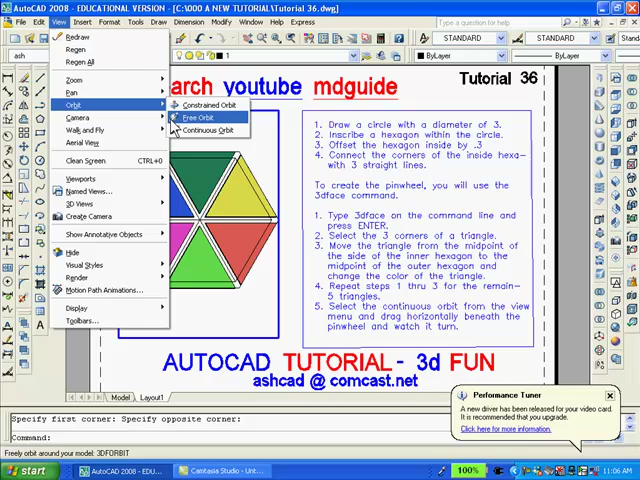 AutoCAD 2008 - EDUCATIONAL VERSION - [C:\000 A NEW TUTORIAL\Tutorial 36.
File Edit View Insert Format Tools Draw Dimension Modify Window Help Express
Type a question for help
STANDARD
STANDARD
ash
1
ByLayer
ByLayer
Redraw
Regen
Regen All
Zoom
Pan
Orbit
Camera
Walk and Fly
Aerial View
Clean Screen CTRL+0
Viewports
Named Views...
3D Views
Create Camera
Show Annotative Objects
Hide
Visual Styles
Render
Motion Path Animations...
Display
Toolbars...
Constrained Orbit
Free Orbit
Continuous Orbit
arch youtube mdguide
Tutorial 36
1. Draw a circle with a diameter of 3.
2. Inscribe a hexagon within the circle.
3. Offset the hexagon inside by .3
4. Connect the corners of the inside hexa-
with 3 straight lines.
To create the pinwheel, you will use the
3dface command.
1. Type 3dface on the command line and
press ENTER.
2. Select the 3 corners of a triangle.
3. Move the triangle from the midpoint of
the side of the inner hexagon to the
midpoint of the outer hexagon and
change the color of the triangle.
4. Repeat steps 1 thru 3 for the remain-
5 triangles.
5. Select the continuous orbit from the view
menu and drag horizontally beneath the
pinwheel and watch it turn.
AUTOCAD TUTORIAL - 3d FUN
ashcad @ comcast.net
Model Layout1
Performance Tuner
A new driver has been released for your video card.
It is recommended that you upgrade.
Click here for more information.
Specify first corner: Specify opposite corner:
Command:
Freely orbit around your model: 3DFORBIT
start
AutoCAD 2008 - EDU...
Camtasia Studio - Unt...
100%
11:06 AM